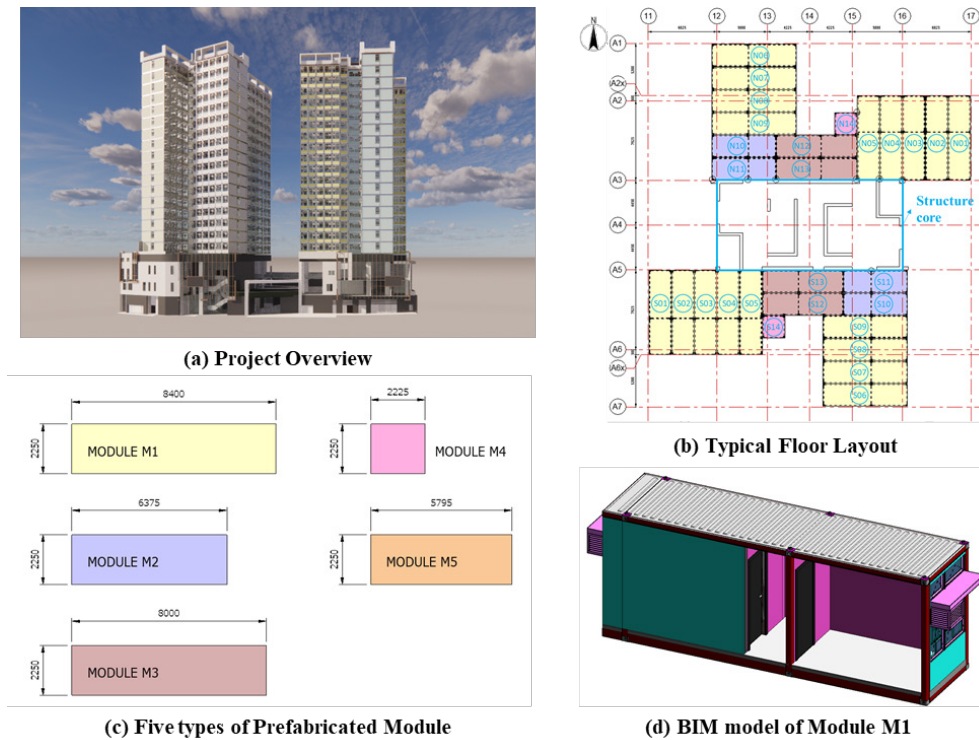 (a) Project Overview
N
11
12
13
14
15
16
17
A1
A2x
A2
A3
A4
A5
A6
A6x
A7
N06
N07
N08
N09
N10
N11
N12
N13
N14
N05
N04
N03
N02
N01
Structure
core
S01
S02
S03
S04
S05
S13
S12
S14
S11
S10
S09
S08
S07
S06
(b) Typical Floor Layout
8400
2250
MODULE M1
2225
2250
MODULE M4
6375
2250
MODULE M2
5795
2250
MODULE M5
8000
2250
MODULE M3
(c) Five types of Prefabricated Module
(d) BIM model of Module M1